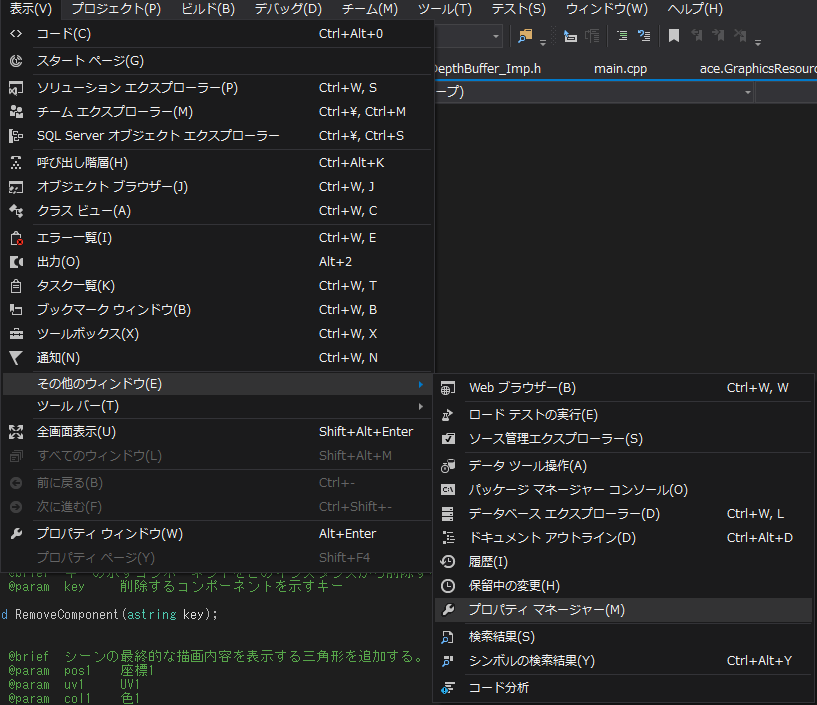 表示(V) プロジェクト(P) ビルド(B) デバッグ(D) チーム(M) ツール(T) テスト(S) ウィンドウ(W) ヘルプ(H)
コード(C) Ctrl+Alt+0
スタート ページ(G)
DepthBuffer_Imp.h main.cpp ace.GraphicsResourc
ソリューション エクスプローラー(P) Ctrl+W, S
ープ)
チーム エクスプローラー(M) Ctrl+¥, Ctrl+M
SQL Server オブジェクト エクスプローラー Ctrl+¥, Ctrl+S
呼び出し階層(H) Ctrl+Alt+K
オブジェクト ブラウザー(J) Ctrl+W, J
クラス ビュー(A) Ctrl+W, C
エラー一覧(I) Ctrl+W, E
出力(O) Alt+2
タスク一覧(K) Ctrl+W, T
ブックマーク ウィンドウ(B) Ctrl+W, B
ツールボックス(X) Ctrl+W, X
通知(N) Ctrl+W, N
その他のウィンドウ(E)
ツール バー(T)
全画面表示(U) Shift+Alt+Enter
すべてのウィンドウ(L) Shift+Alt+M
前に戻る(B) Ctrl+-
次に進む(F) Ctrl+Shift+-
プロパティ ウィンドウ(W) Alt+Enter
プロパティ ページ(Y) Shift+F4
Web ブラウザー(B) Ctrl+W, W
ロード テストの実行(E)
ソース管理エクスプローラー(S)
データ ツール操作(A)
パッケージ マネージャー コンソール(O)
データベース エクスプローラー(D) Ctrl+W, L
ドキュメント アウトライン(D) Ctrl+Alt+D
履歴(I)
保留中の変更(H)
プロパティ マネージャー(M)
検索結果(S)
シンボルの検索結果(Y) Ctrl+Alt+Y
コード分析
@param key 削除するコンポーネントを示すキー
d RemoveComponent(astring key);
@brief シーンの最終的な描画内容を表示する三角形を追加する。
@param pos1 座標1
@param uv1 UV1
@param col1 色1